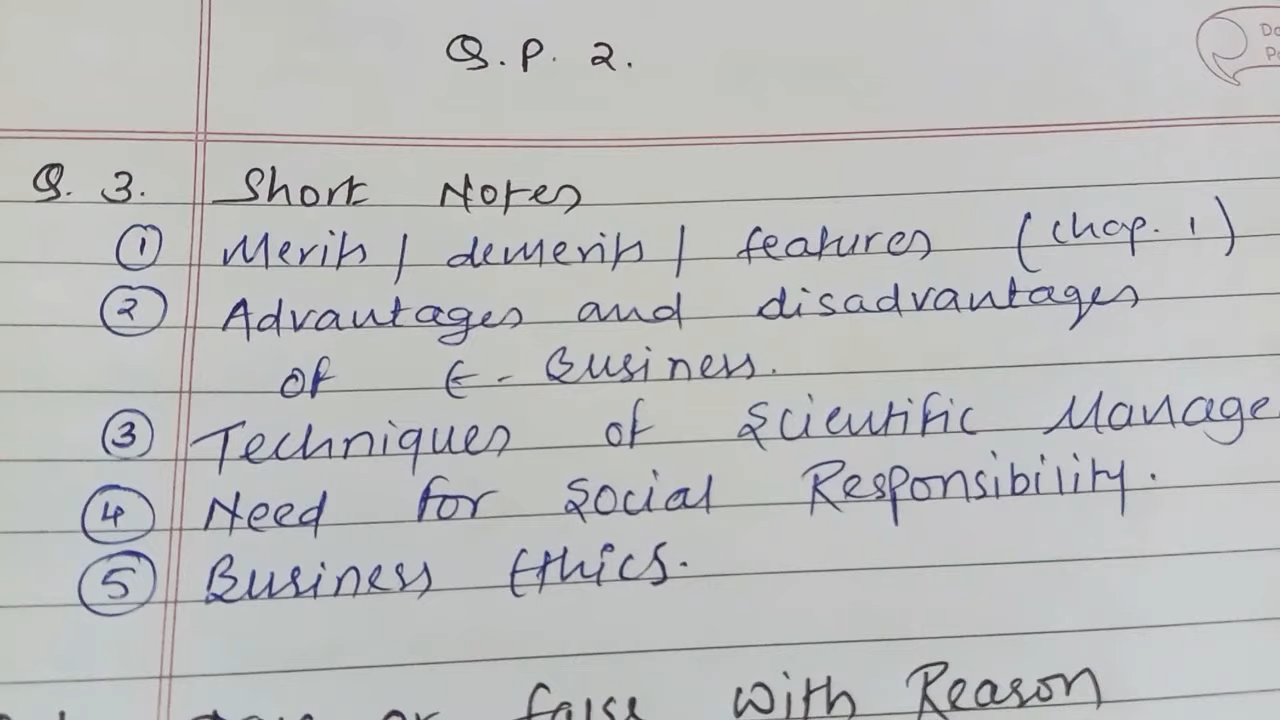 Q. P. 2.
Q. 3. Short Notes
① Merits / demerits / features (chap. 1)
② Advantages and disadvantages
of E - Business.
③ Techniques of Scientific Manage
④ Need for Social Responsibility.
⑤ Business Ethics.
or false with Reason